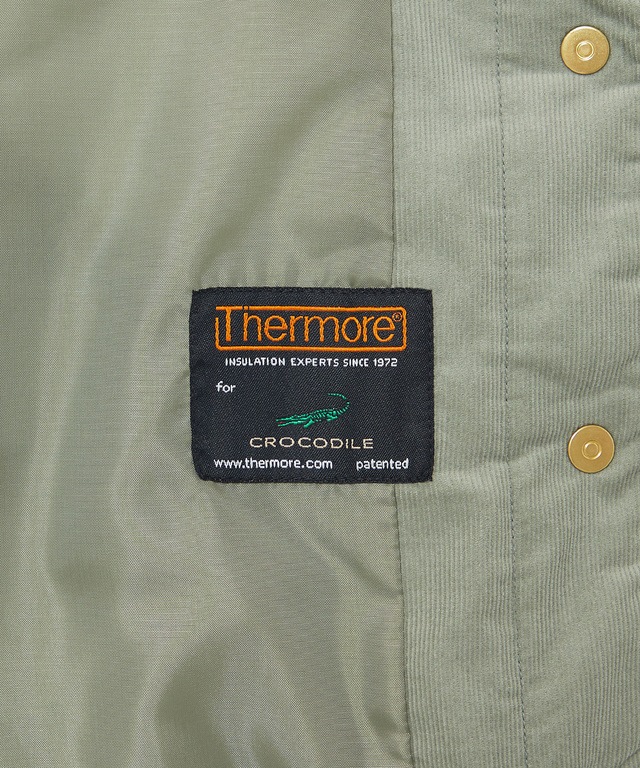 Thermore®
INSULATION EXPERTS SINCE 1972
for
CROCODILE
www.thermore.com patented